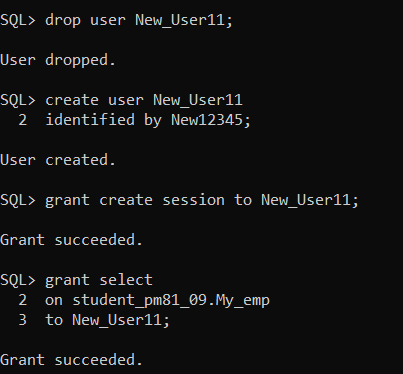 SQL> drop user New_User11;
User dropped.
SQL> create user New_User11
2 identified by New12345;
User created.
SQL> grant create session to New_User11;
Grant succeeded.
SQL> grant select
2 on student_pm81_09.My_emp
3 to New_User11;
Grant succeeded.